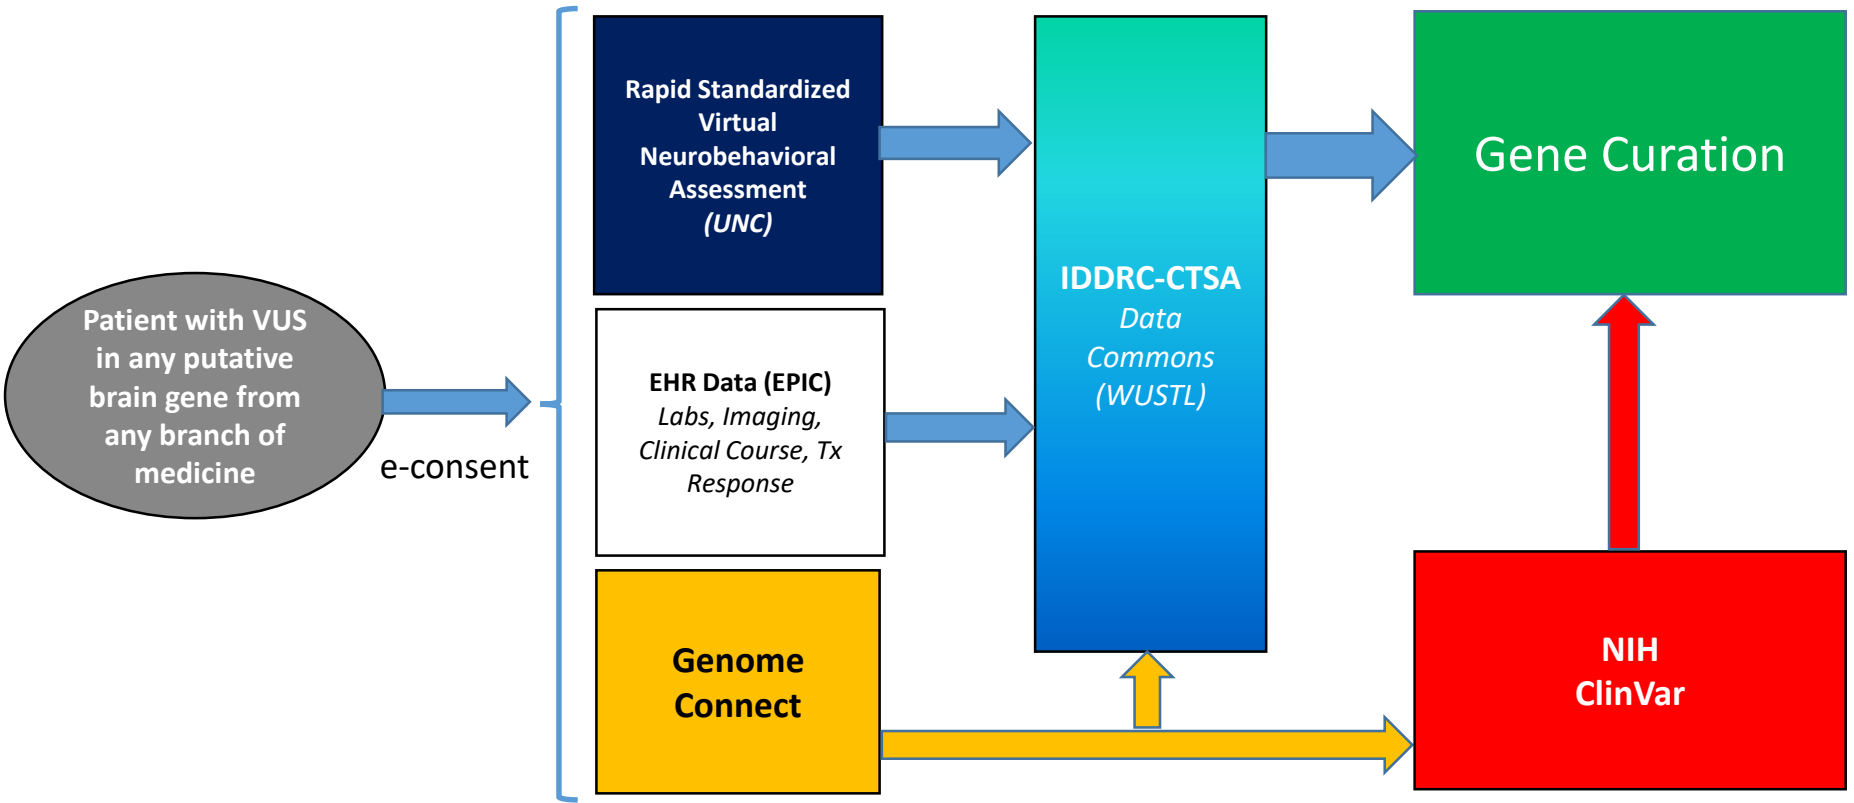 Patient with VUS
in any putative
brain gene from
any branch of
medicine
e-consent
Rapid Standardized
Virtual
Neurobehavioral
Assessment
(UNC)
EHR Data (EPIC)
Labs, Imaging,
Clinical Course, Tx
Response
Genome
Connect
IDDRC-CTSA
Data
Commons
(WUSTL)
Gene Curation
NIH
ClinVar